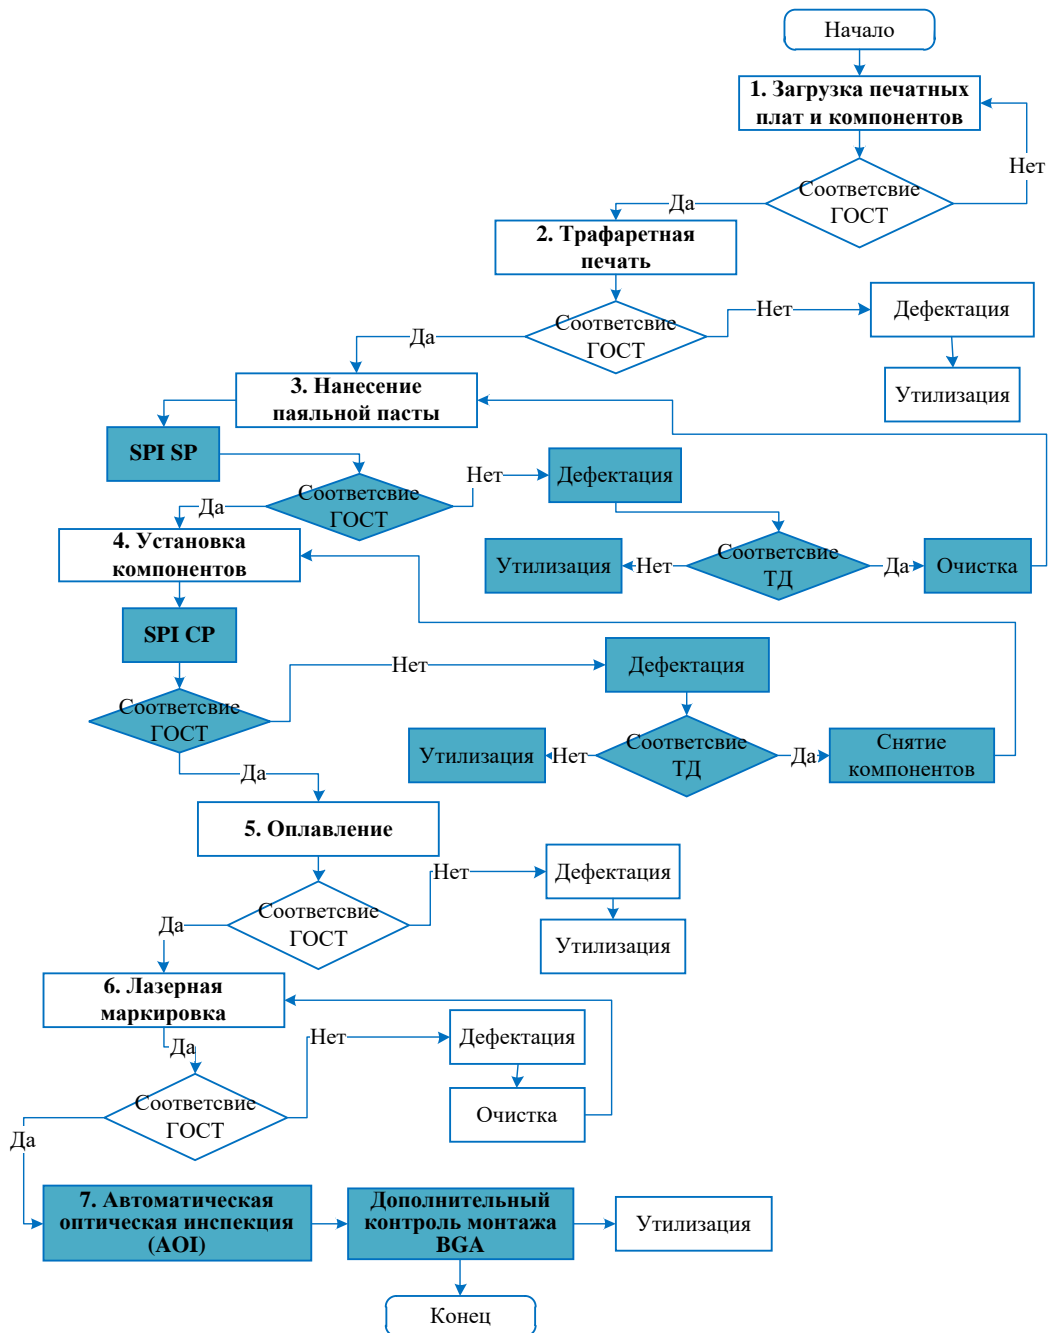 Начало
1. Загрузка печатных
плат и компонентов
Нет
Соответсвие
ГОСТ
Да
2. Трафаретная
печать
Соответсвие
ГОСТ
Нет
Дефектация
Утилизация
Да
3. Нанесение
паяльной пасты
SPI SP
Соответсвие
ГОСТ
Нет
Дефектация
Да
4. Установка
компонентов
Утилизация
Нет
Соответсвие
ТД
Да
Очистка
SPI CP
Соответсвие
ГОСТ
Нет
Дефектация
Утилизация
Нет
Соответсвие
ТД
Да
Снятие
компонентов
Да
5. Оплавление
Соответсвие
ГОСТ
Нет
Дефектация
Утилизация
Да
6. Лазерная
маркировка
Да
Соответсвие
ГОСТ
Нет
Дефектация
Очистка
Да
7. Автоматическая
оптическая инспекция
(AOI)
Дополнительный
контроль монтажа
BGA
Утилизация
Конец